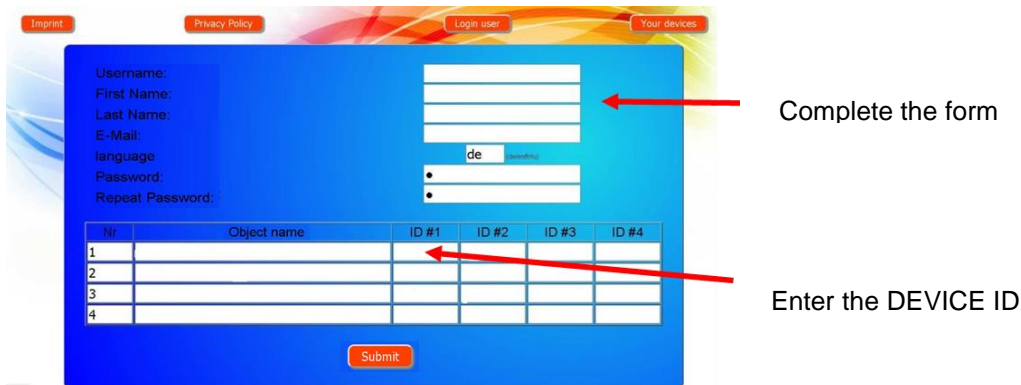 Imprint Privacy Policy Login user Your devices
Username:
First Name:
Last Name:
E-Mail:
language de
Password:
Repeat Password:
Complete the form
Nr Object name ID #1 ID #2 ID #3 ID #4
1
2
3
4
Enter the DEVICE ID
Submit